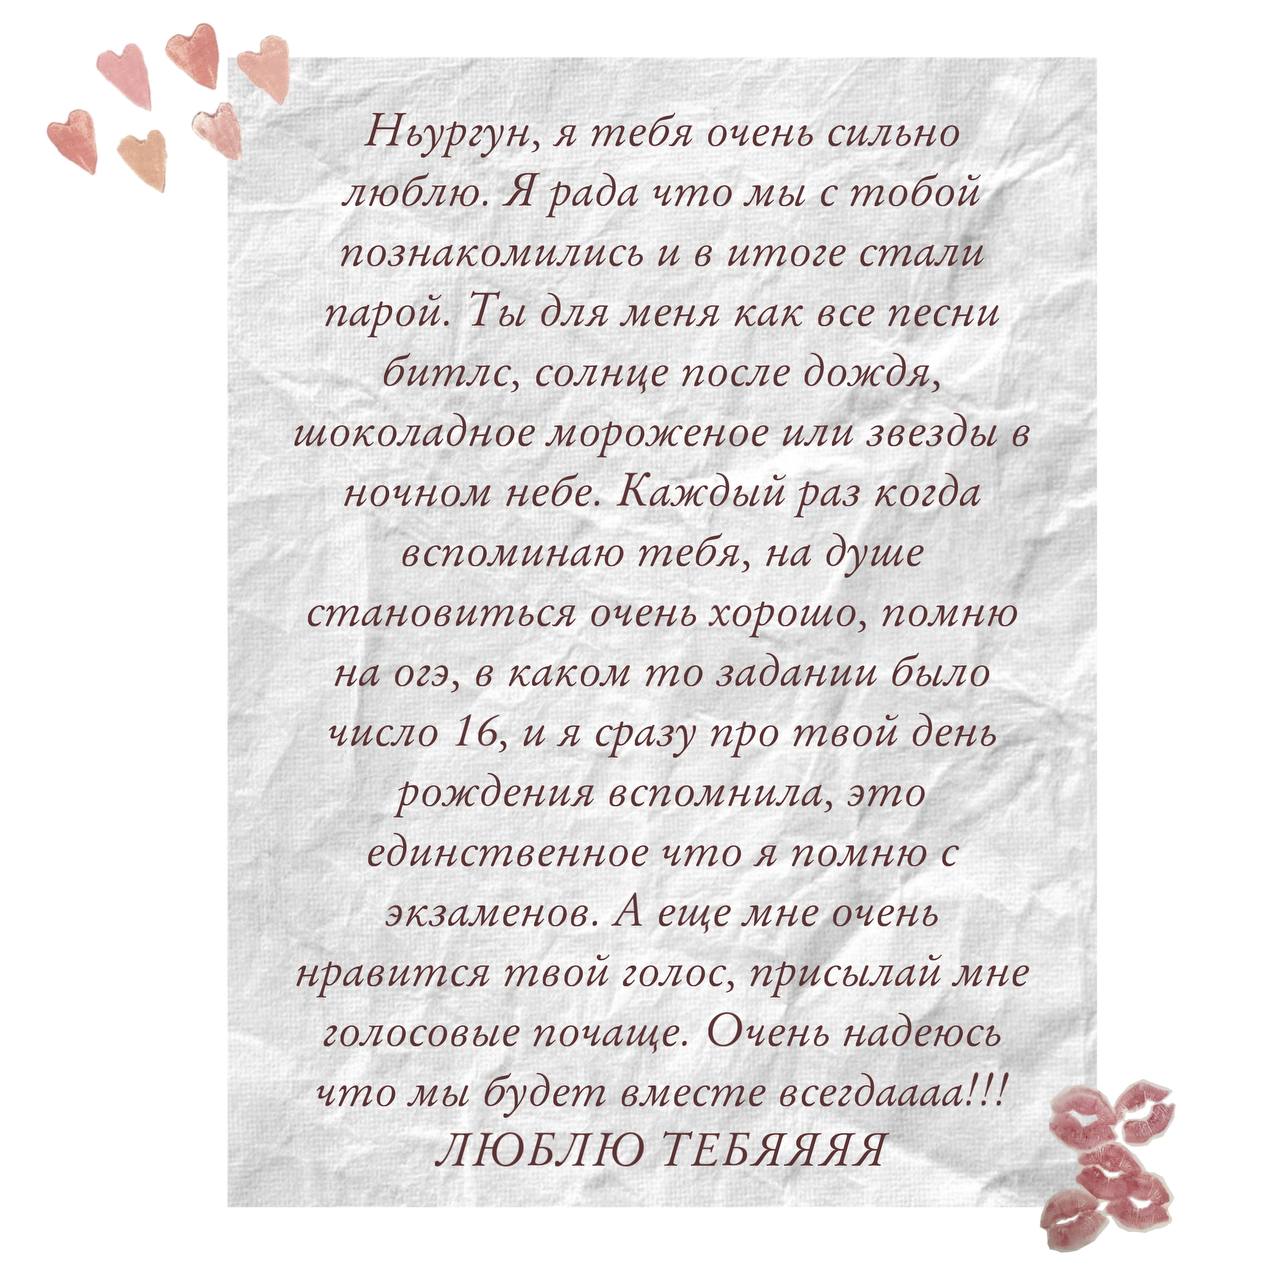 Ньургун, я тебя очень сильно
люблю. Я рада что мы с тобой
познакомились и в итоге стали
парой. Ты для меня как все песни
битлс, солнце после дождя,
шоколадное мороженое или звезды в
ночном небе. Каждый раз когда
вспоминаю тебя, на душе
становиться очень хорошо, помню
на огэ, в каком то задании было
число 16, и я сразу про твой день
рождения вспомнила, это
единственное что я помню с
экзаменов. А еще мне очень
нравится твой голос, присылай мне
голосовые почаще. Очень надеюсь
что мы будет вместе всегдаааа!!!
ЛЮБЛЮ ТЕБЯЯЯЯ